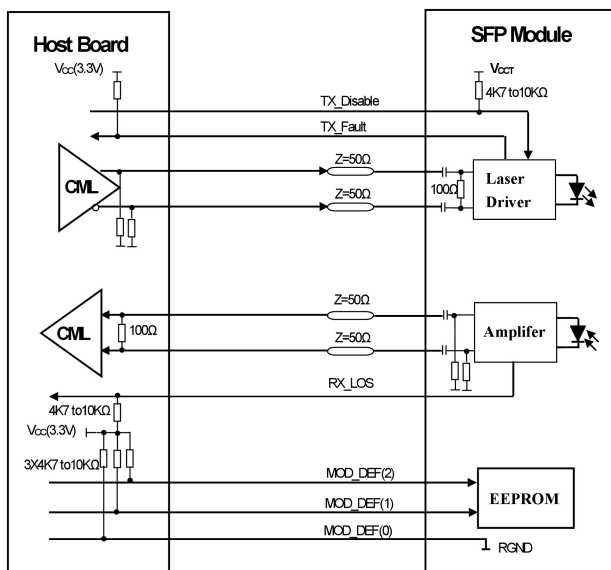 Host Board
SFP Module
VCC(3.3V)
VCCT
4K7 to10KΩ
TX_Disable
TX_Fault
CML
Z=50Ω
Z=50Ω
100Ω
Laser
Driver
CML
100Ω
Z=50Ω
Z=50Ω
Amplifer
RX_LOS
4K7 to10KΩ
VCC(3.3V)
3X4K7 to10KΩ
MOD_DEF(2)
MOD_DEF(1)
EEPROM
MOD_DEF(0)
RGND